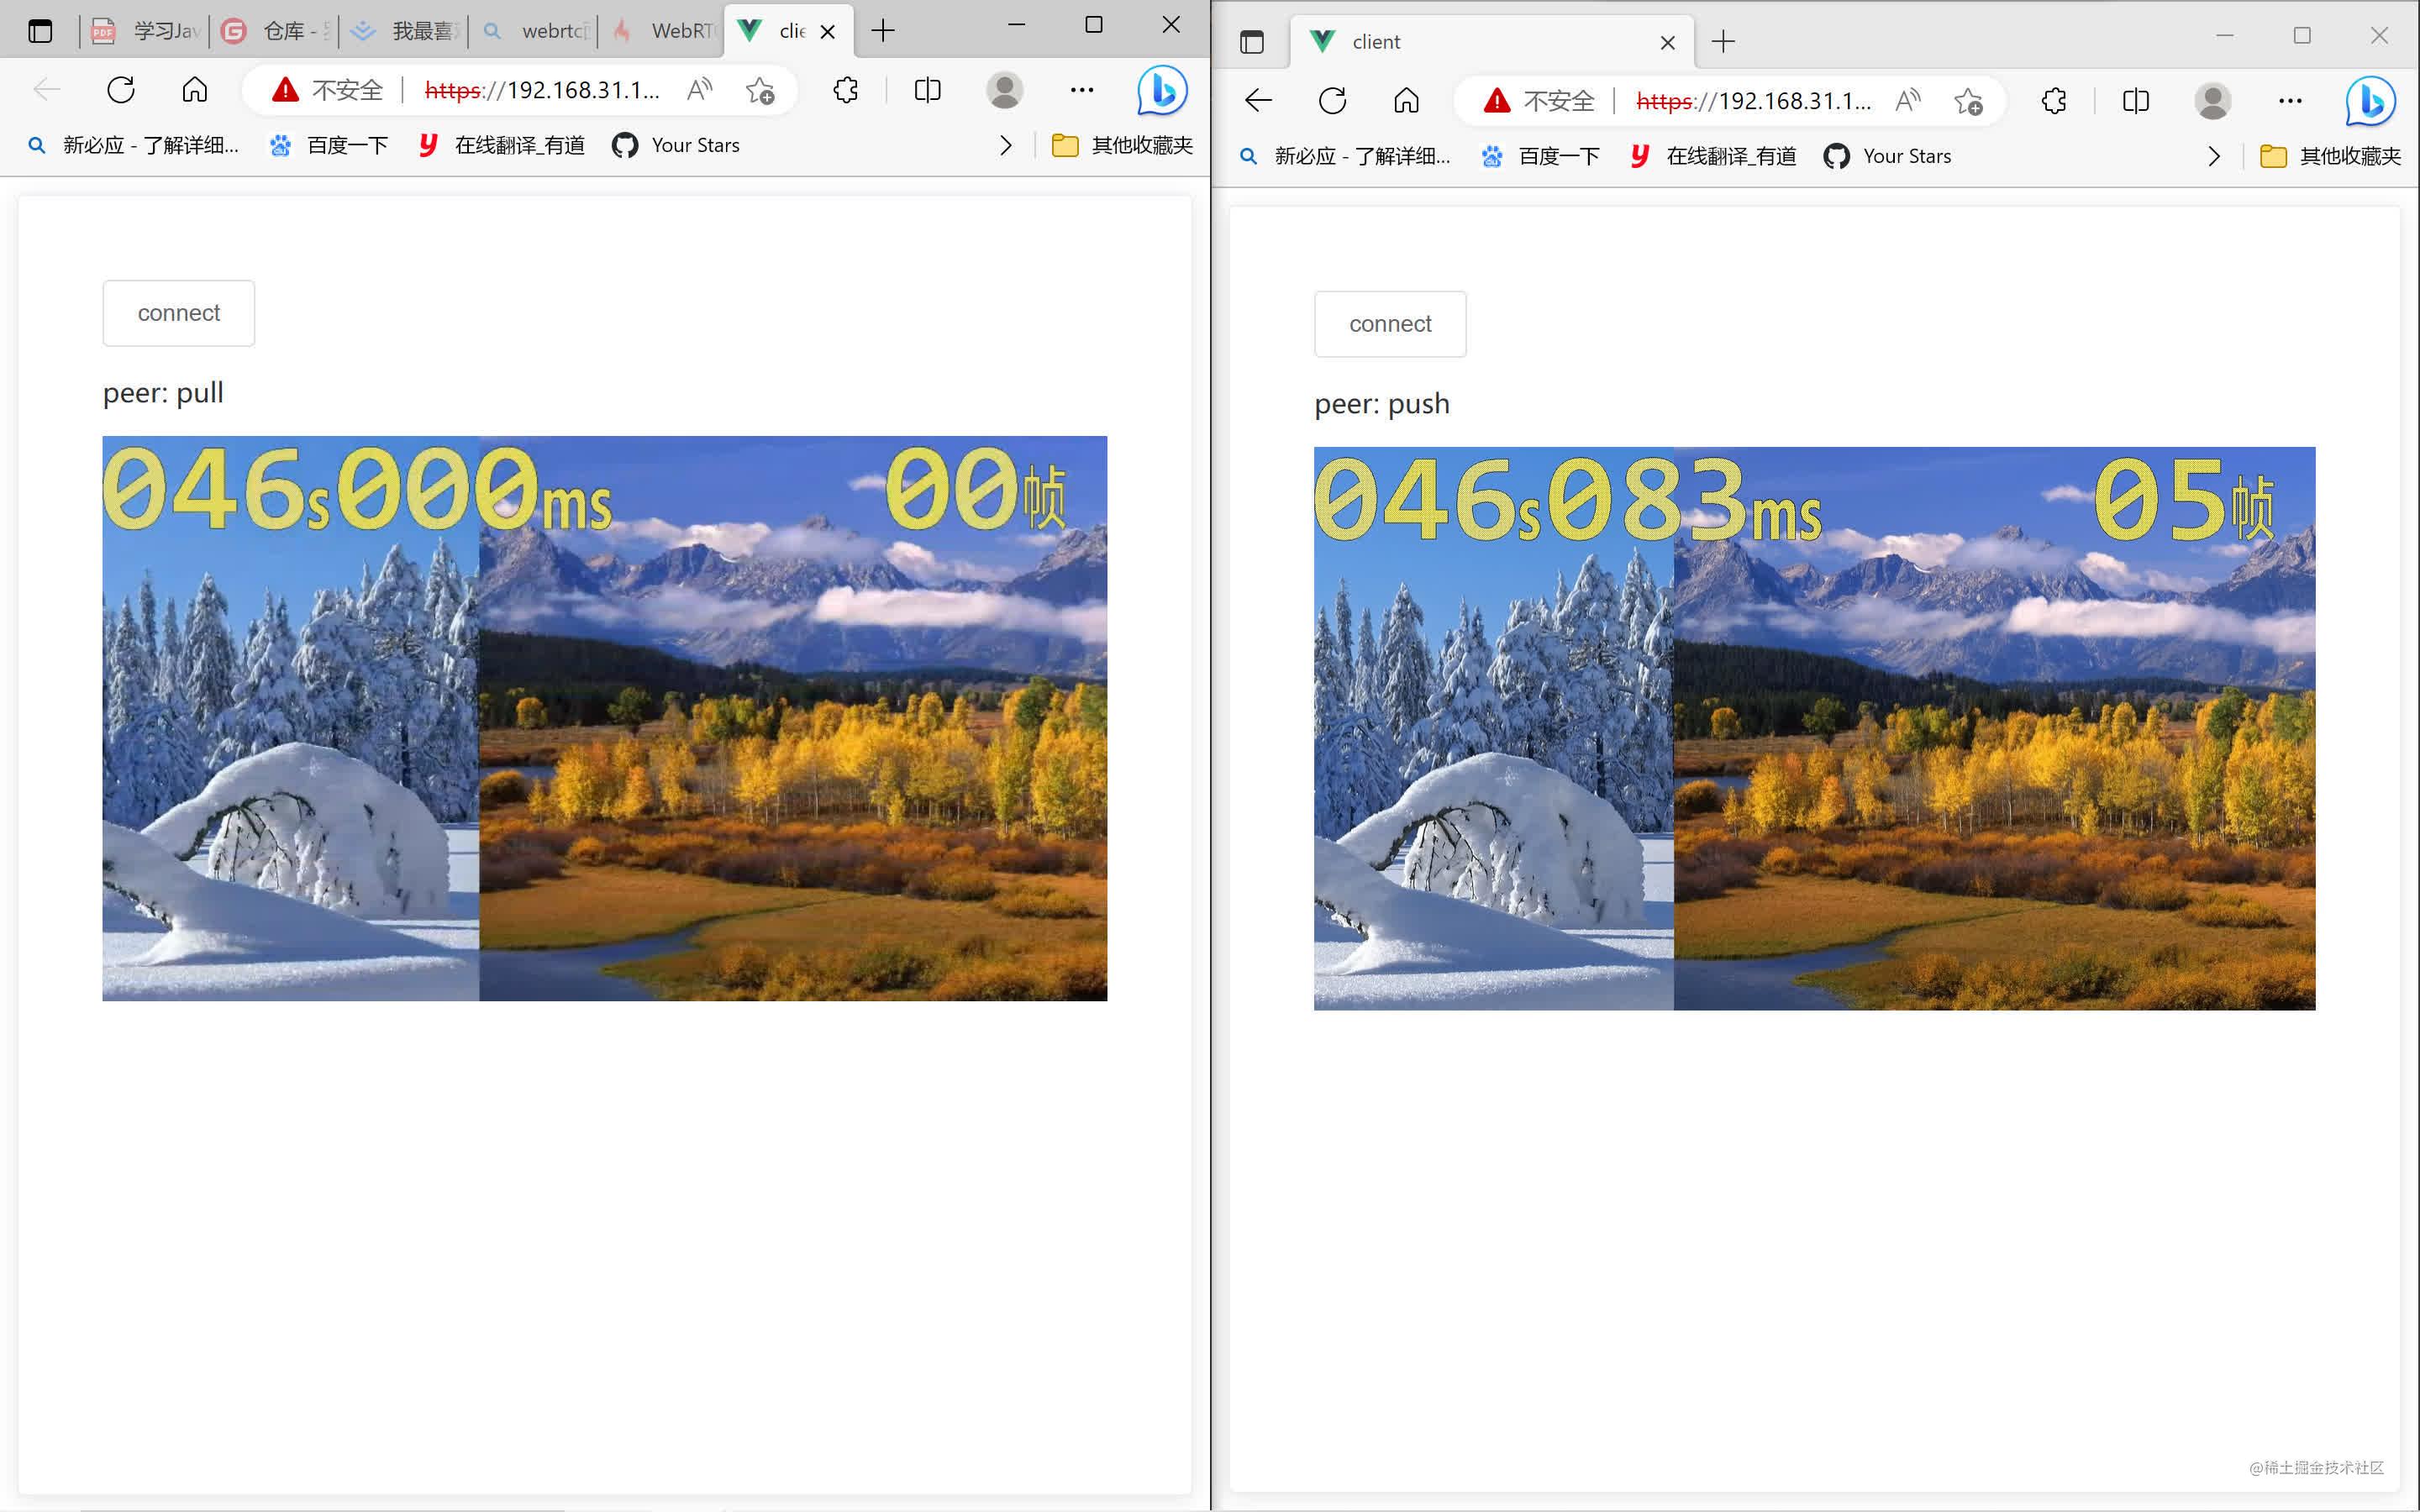 学习Jav
仓库 -
我最喜
webrtc
WebRT
clie
不安全
https://192.168.31.1...
新必应 - 了解详细...
百度一下
在线翻译_有道
Your Stars
其他收藏夹
connect
peer: pull
046s000ms
00帧
client
不安全
https://192.168.31.1...
新必应 - 了解详细...
百度一下
在线翻译_有道
Your Stars
其他收藏夹
connect
peer: push
046s083ms
05帧
@稀土掘金技术社区